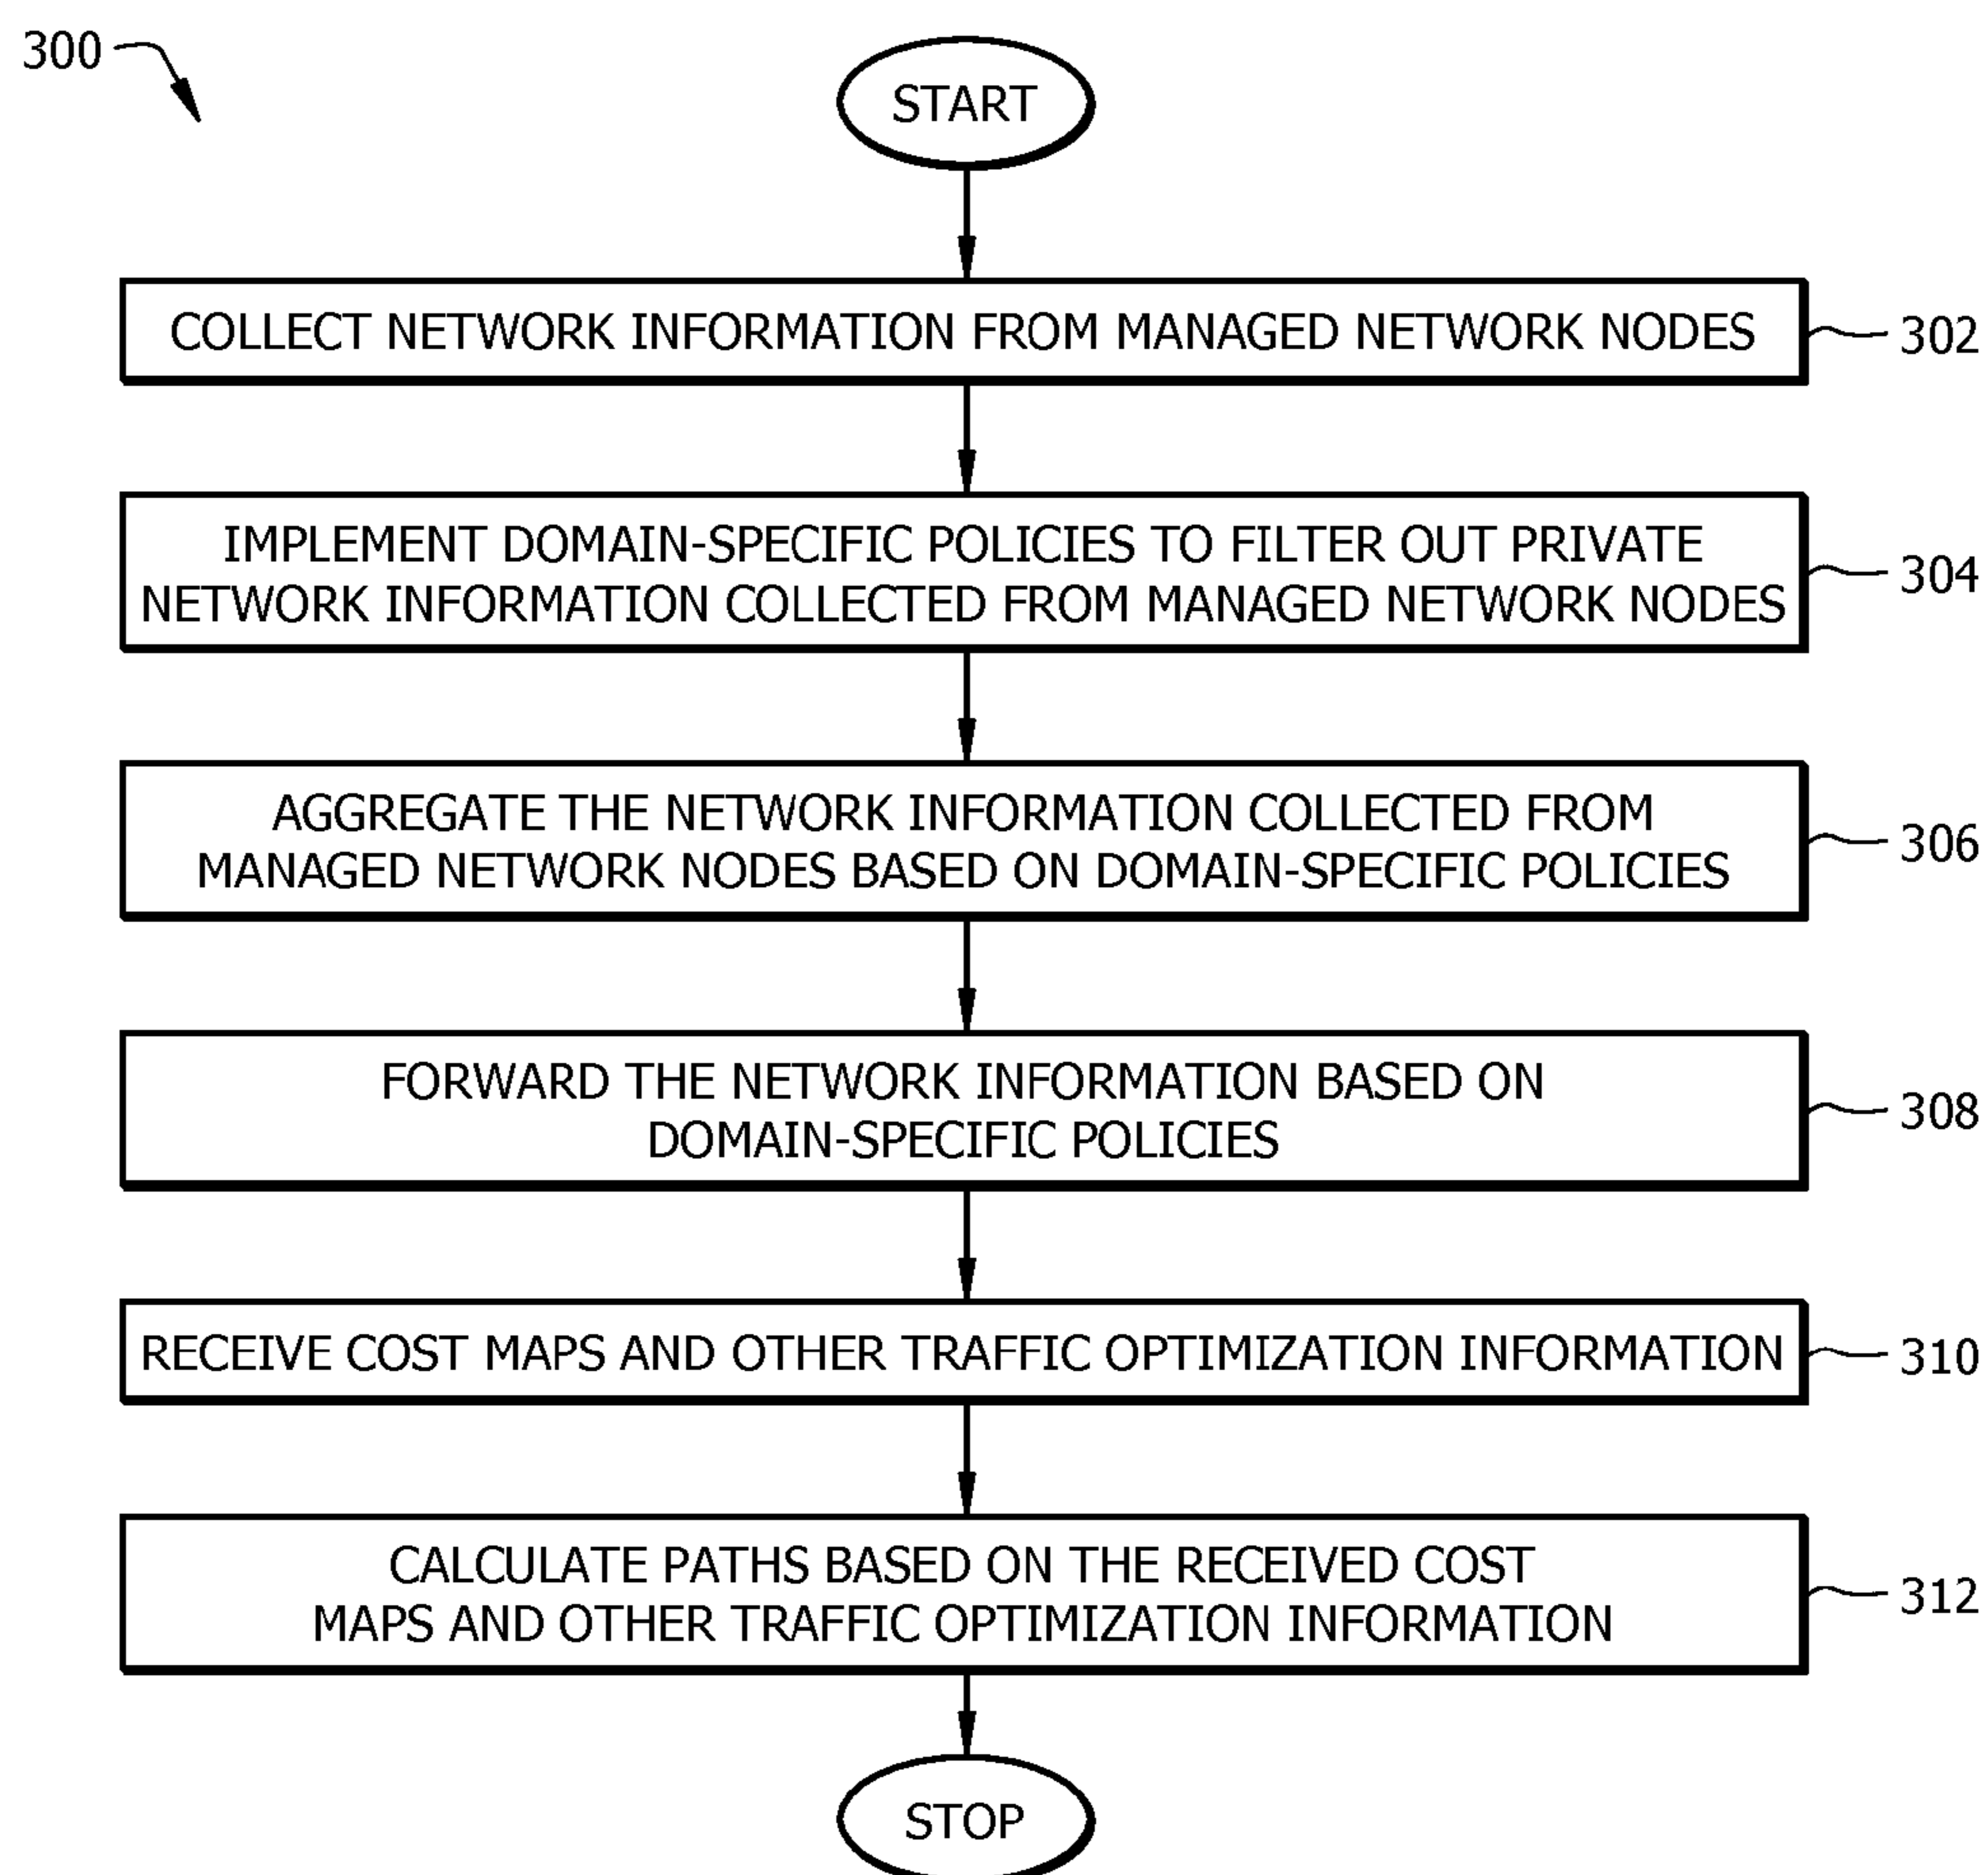 300
START
COLLECT NETWORK INFORMATION FROM MANAGED NETWORK NODES
302
IMPLEMENT DOMAIN-SPECIFIC POLICIES TO FILTER OUT PRIVATE
NETWORK INFORMATION COLLECTED FROM MANAGED NETWORK NODES
304
AGGREGATE THE NETWORK INFORMATION COLLECTED FROM
MANAGED NETWORK NODES BASED ON DOMAIN-SPECIFIC POLICIES
306
FORWARD THE NETWORK INFORMATION BASED ON
DOMAIN-SPECIFIC POLICIES
308
RECEIVE COST MAPS AND OTHER TRAFFIC OPTIMIZATION INFORMATION
310
CALCULATE PATHS BASED ON THE RECEIVED COST
MAPS AND OTHER TRAFFIC OPTIMIZATION INFORMATION
312
STOP